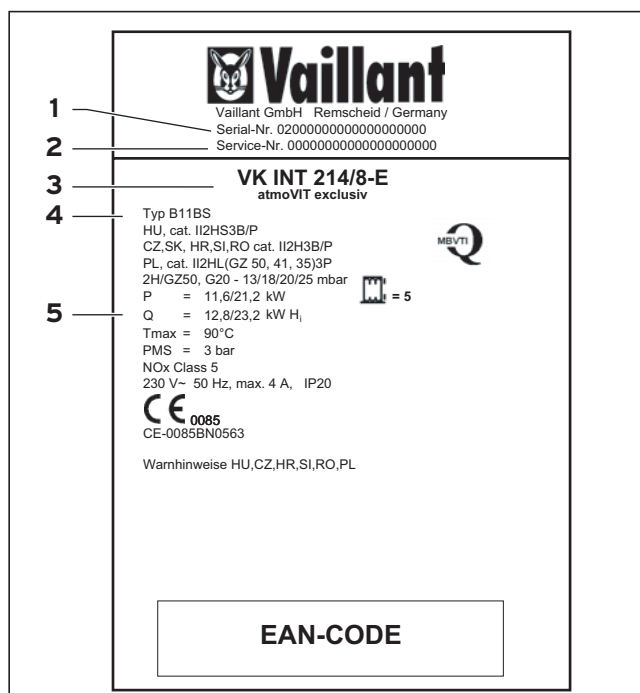 Vaillant
Vaillant GmbH Remscheid / Germany
1 Serial-Nr. 02000000000000000000
2 Service-Nr. 00000000000000000000
3 VK INT 214/8-E
atmoVIT exclusiv
4 Typ B11BS
HU, cat. II2HS3B/P
CZ,SK, HR,SI,RO cat. II2H3B/P
PL, cat. II2HL(GZ 50, 41, 35)3P
2H/GZ50, G20 - 13/18/20/25 mbar
P = 11,6/21,2 kW
= 5
5 Q = 12,8/23,2 kW Hi
Tmax = 90°C
PMS = 3 bar
NOx Class 5
230 V~ 50 Hz, max. 4 A, IP20
CE 0085
CE-0085BN0563
MBVTI Q
Warnhinweise HU,CZ,HR,SI,RO,PL
EAN-CODE